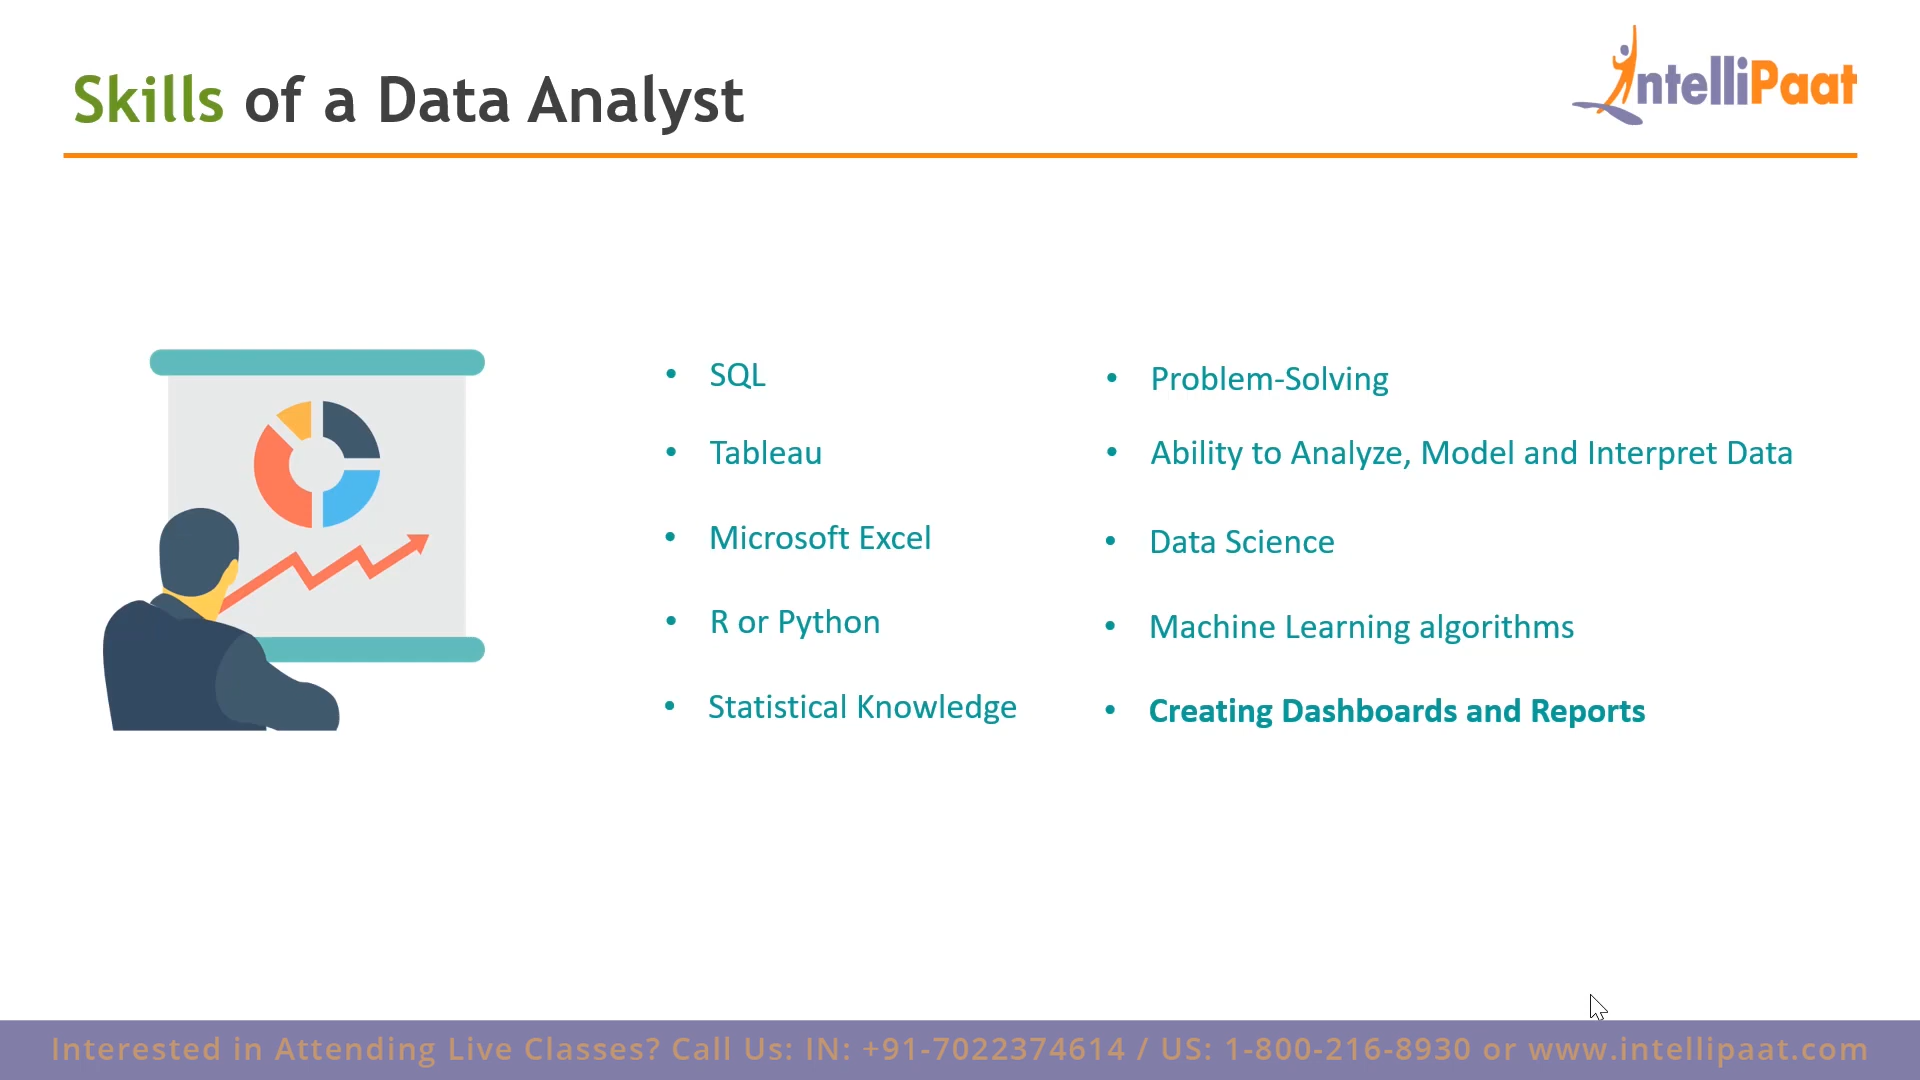 Skills of a Data Analyst
IntelliPaat
• SQL
• Tableau
• Microsoft Excel
• R or Python
• Statistical Knowledge
• Problem-Solving
• Ability to Analyze, Model and Interpret Data
• Data Science
• Machine Learning algorithms
• Creating Dashboards and Reports
Interested in Attending Live Classes? Call Us: IN: +91-7022374614 / US: 1-800-216-8930 or www.intellipaat.com